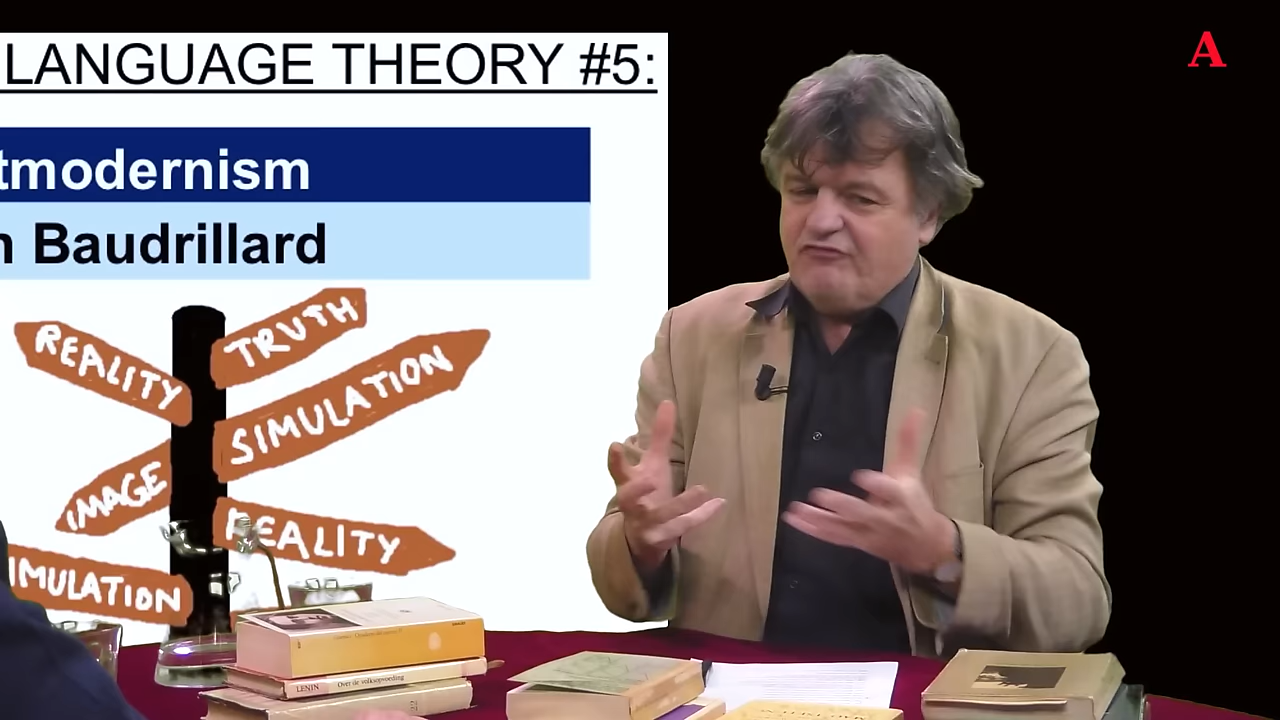 LANGUAGE THEORY #5:
A
tmodernism
n Baudrillard
REALITY
TRUTH
SIMULATION
IMAGE
REALITY
IMULATION
LENIN Over de volksopvoeding